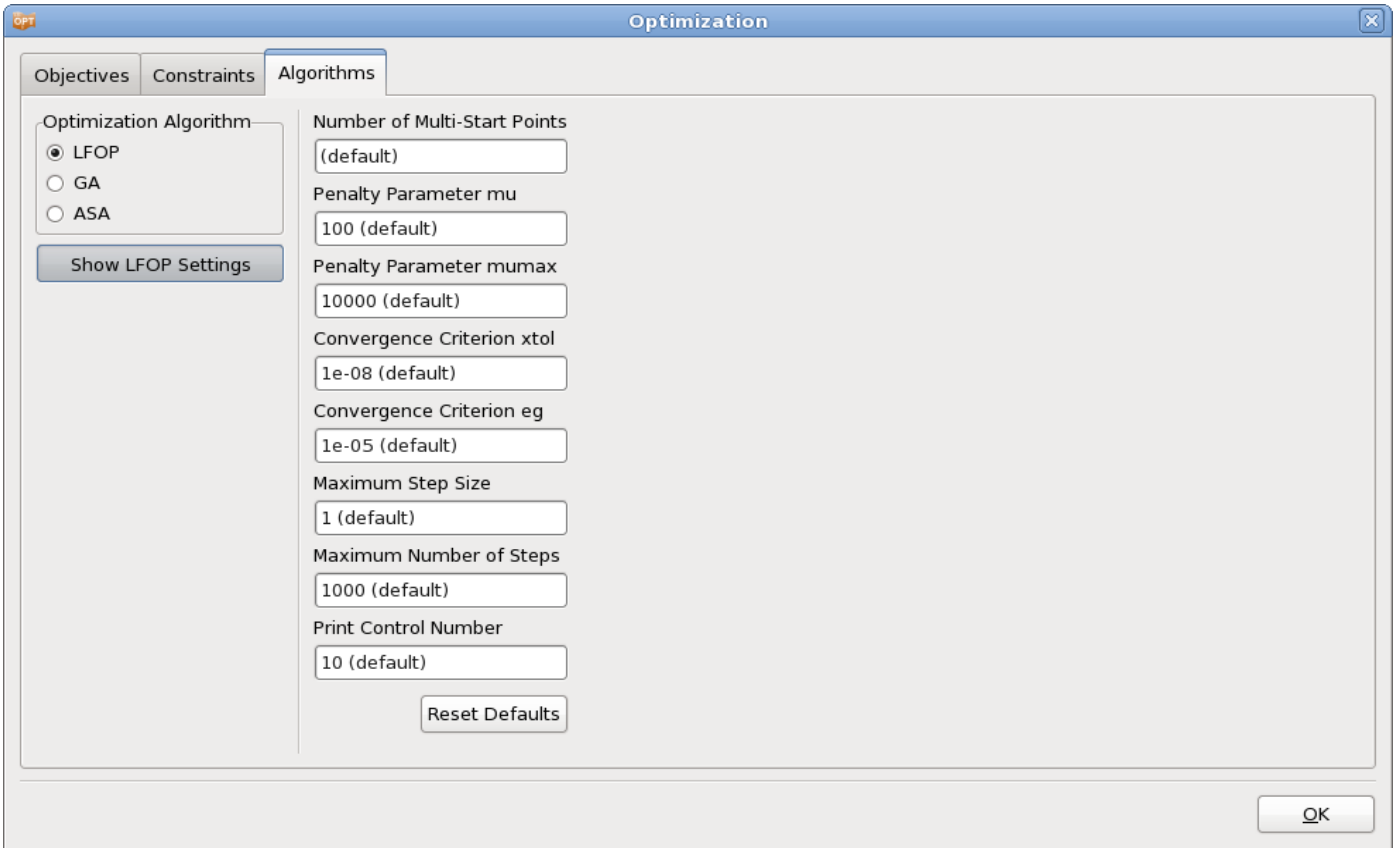 OPT
Optimization
Objectives
Constraints
Algorithms
Optimization Algorithm
LFOP
GA
ASA
Show LFOP Settings
Number of Multi-Start Points
(default)
Penalty Parameter mu
100 (default)
Penalty Parameter mumax
10000 (default)
Convergence Criterion xtol
1e-08 (default)
Convergence Criterion eg
1e-05 (default)
Maximum Step Size
1 (default)
Maximum Number of Steps
1000 (default)
Print Control Number
10 (default)
Reset Defaults
OK